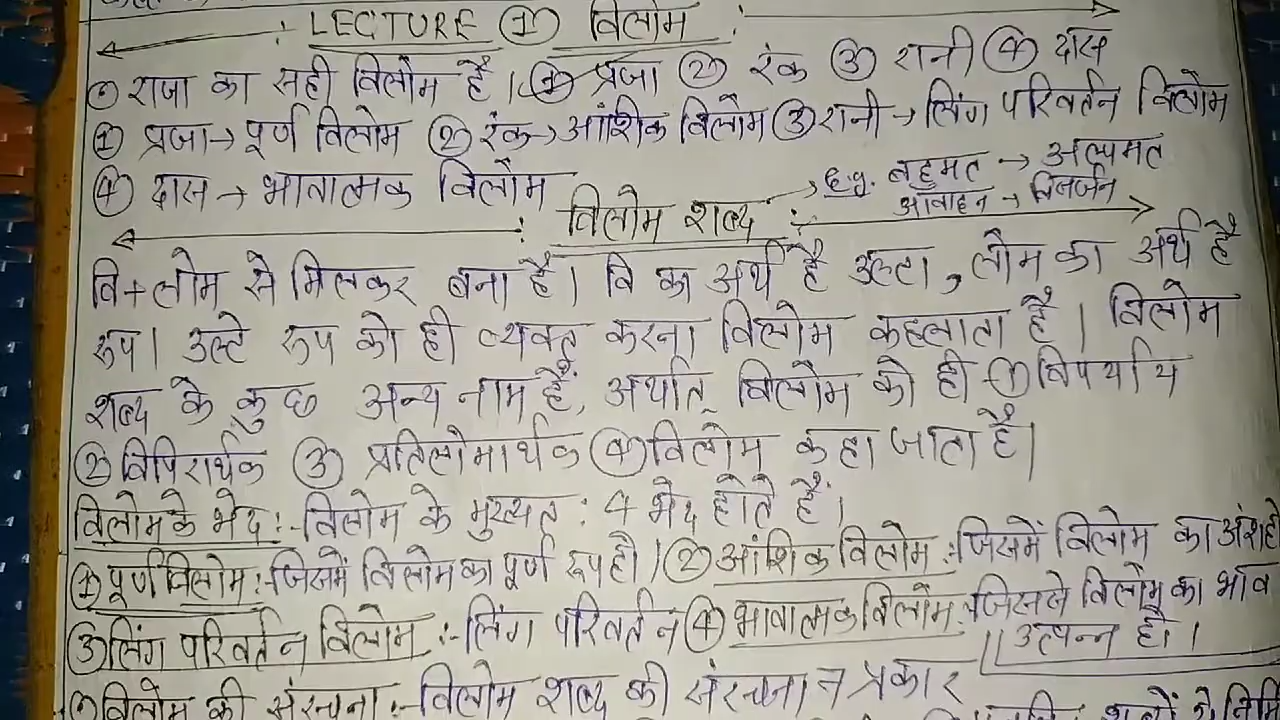 LECTURE ① विलोम :
① राजा का सही विलोम है। ① प्रजा ② रंक ③ रानी ④ दास
① प्रजा→ पूर्ण विलोम ② रंक→ आंशिक विलोम ③ रानी → लिंग परिवर्तन विलोम
④ दास → भावात्मक विलोम → e.g. बहुमत → अल्पमत
आवाहन → विसर्जन
: विलोम शब्द :
वि+लोम से मिलकर बना है। वि का अर्थ है उल्टा, लोम का अर्थ है
रूप। उल्टे रूप को ही व्यक्त करना विलोम कहलाता है। विलोम
शब्द के कुछ अन्य नाम हैं, अर्थात् विलोम को ही ① विपर्याय
② विपिरार्थक ③ प्रतिलोमार्थक ④ विलोम कहा जाता है।
विलोम के भेद :- विलोम के मुख्यत : 4 भेद होते हैं।
① पूर्ण विलोम :- जिसमें विलोम का पूर्ण रूप हो। ② आंशिक विलोम :- जिसमें विलोम का अंश हो
③ लिंग परिवर्तन विलोम :- लिंग परिवर्तन ④ भावात्मक विलोम :- जिससे विलोम का भाव
उत्पन्न हो।
विलोम की संरचना :- विलोम शब्द की संरचना 7 प्रकार